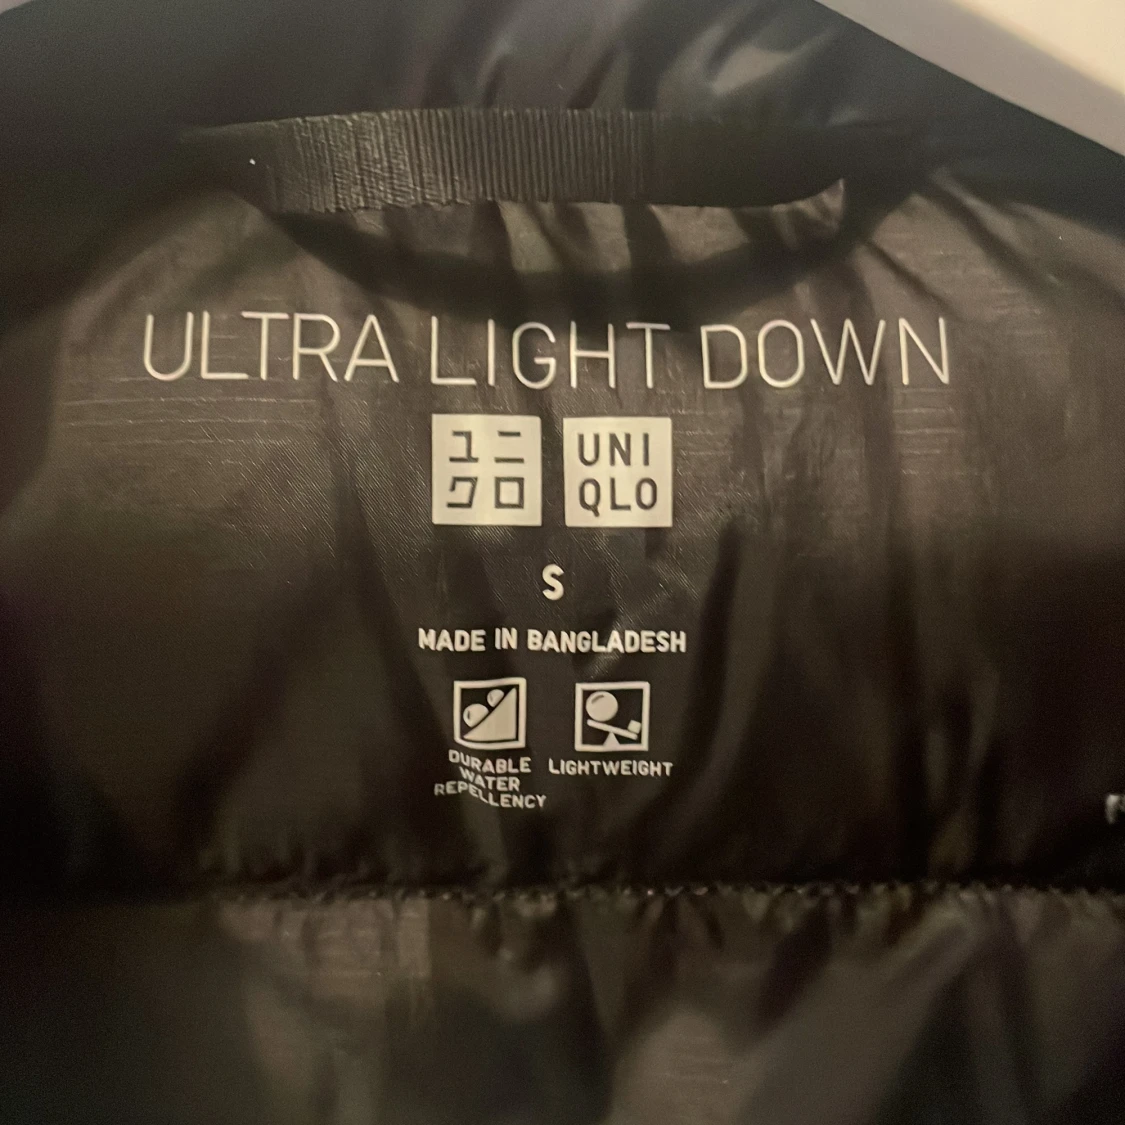 ULTRA LIGHT DOWN
ユニ
クロ
UNI
QLO
S
MADE IN BANGLADESH
DURABLE
WATER
REPELLENCY
LIGHTWEIGHT